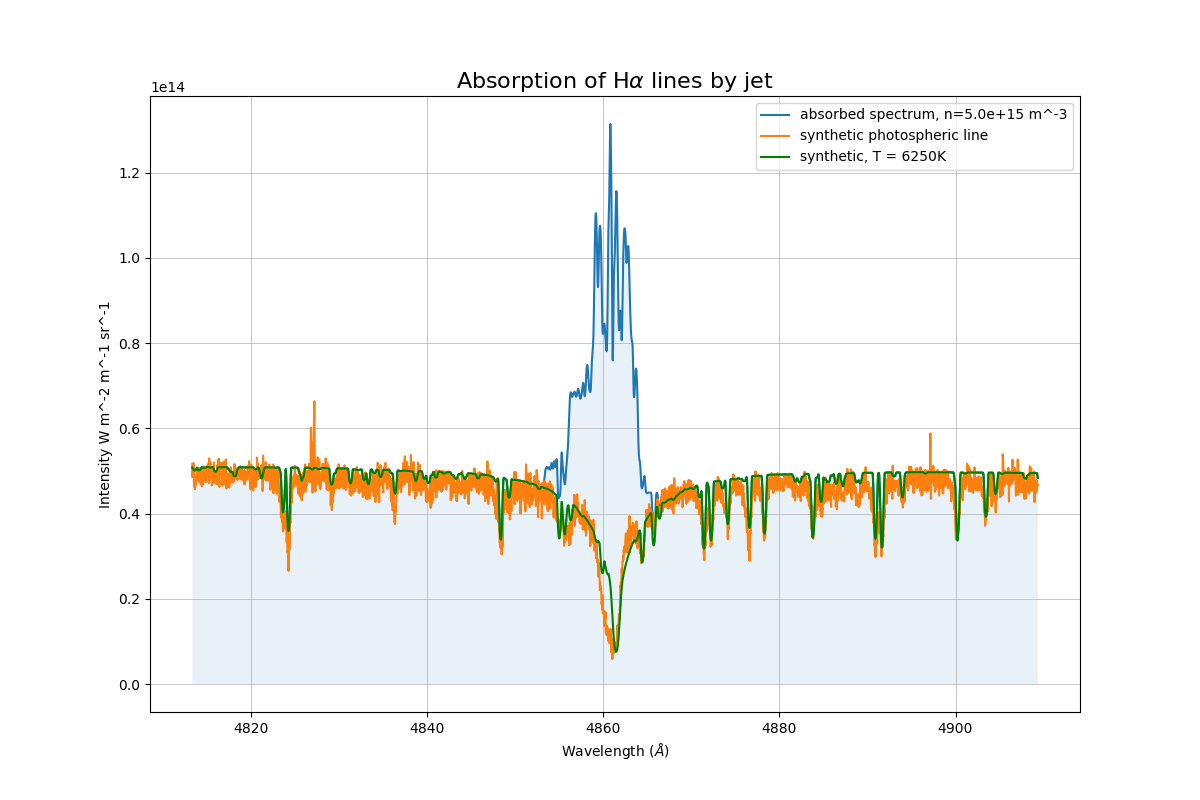 Absorption of Hα lines by jet
1e14
absorbed spectrum, n=5.0e+15 m^-3
synthetic photospheric line
synthetic, T = 6250K
Intensity W m^-2 m^-1 sr^-1
1.2
1.0
0.8
0.6
0.4
0.2
0.0
4820 4840 4860 4880 4900
Wavelength (Å)